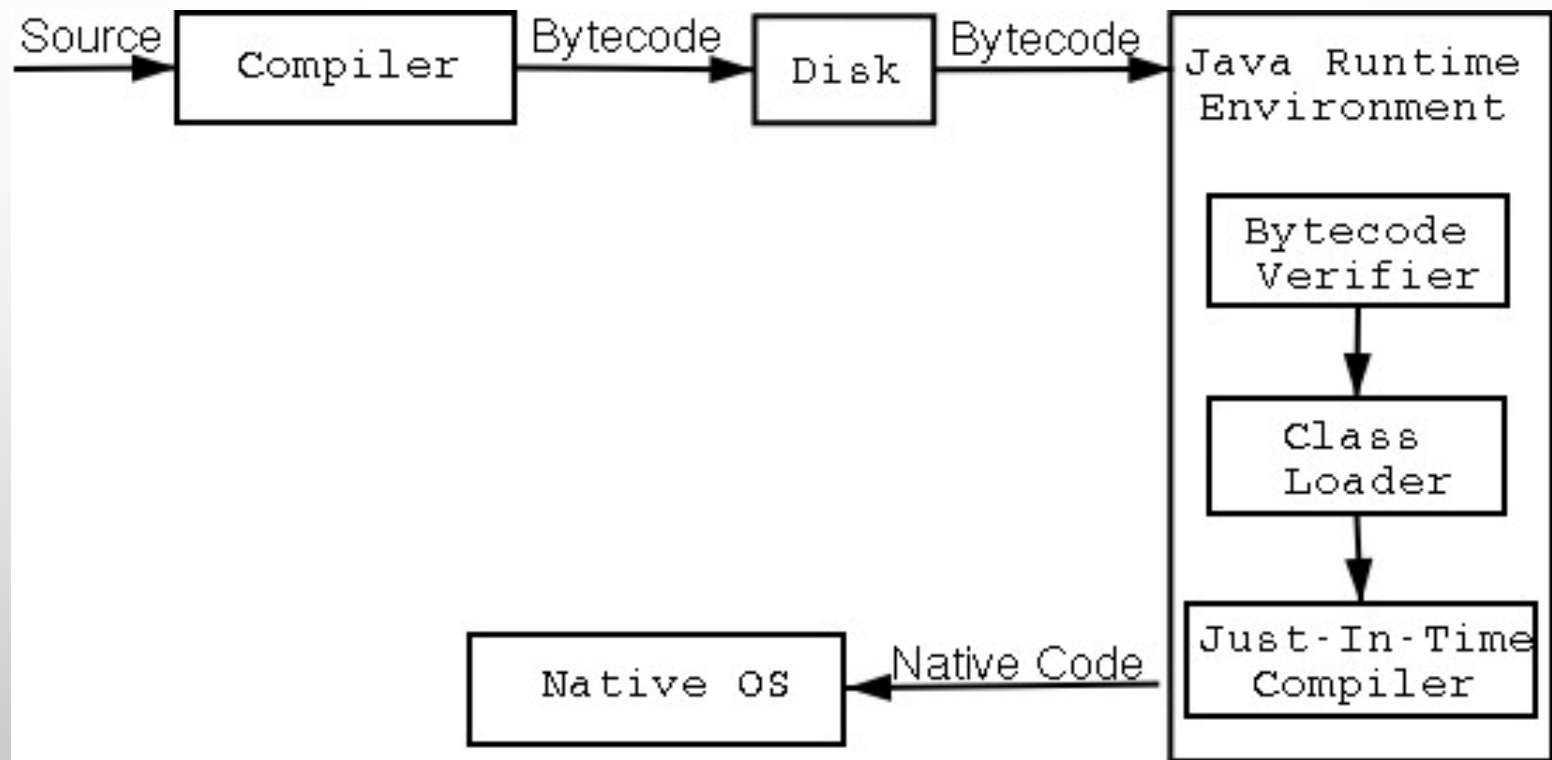 Source
Compiler
Bytecode
Disk
Bytecode
Java Runtime
Environment
Bytecode
Verifier
Class
Loader
Just-In-Time
Compiler
Native Code
Native OS